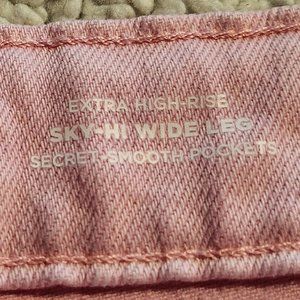 EXTRA HIGH-RISE
SKY-HI WIDE LEG
SECRET-SMOOTH POCKETS